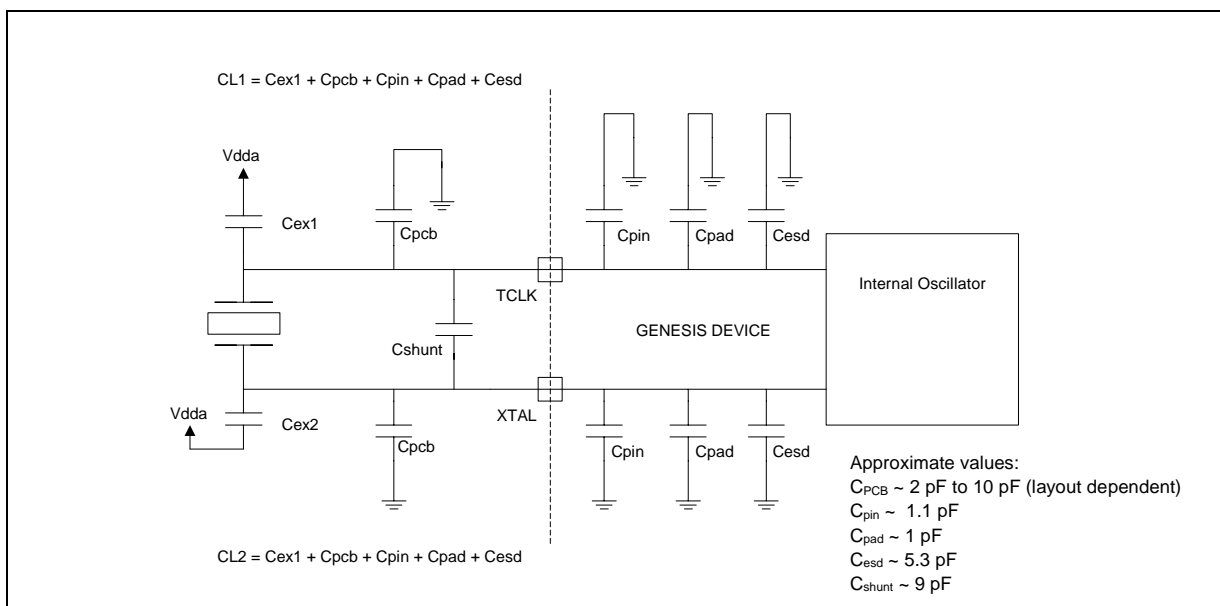 CL1 = Cex1 + Cpcb + Cpin + Cpad + Cesd
Vdda
Cex1
Cpcb
Cpin
Cpad
Cesd
TCLK
Internal Oscillator
Cshunt
GENESIS DEVICE
XTAL
Vdda
Cex2
Cpcb
Cpin
Cpad
Cesd
Approximate values:
CPCB ~ 2 pF to 10 pF (layout dependent)
Cpin ~ 1.1 pF
Cpad ~ 1 pF
Cesd ~ 5.3 pF
Cshunt ~ 9 pF
CL2 = Cex1 + Cpcb + Cpin + Cpad + Cesd